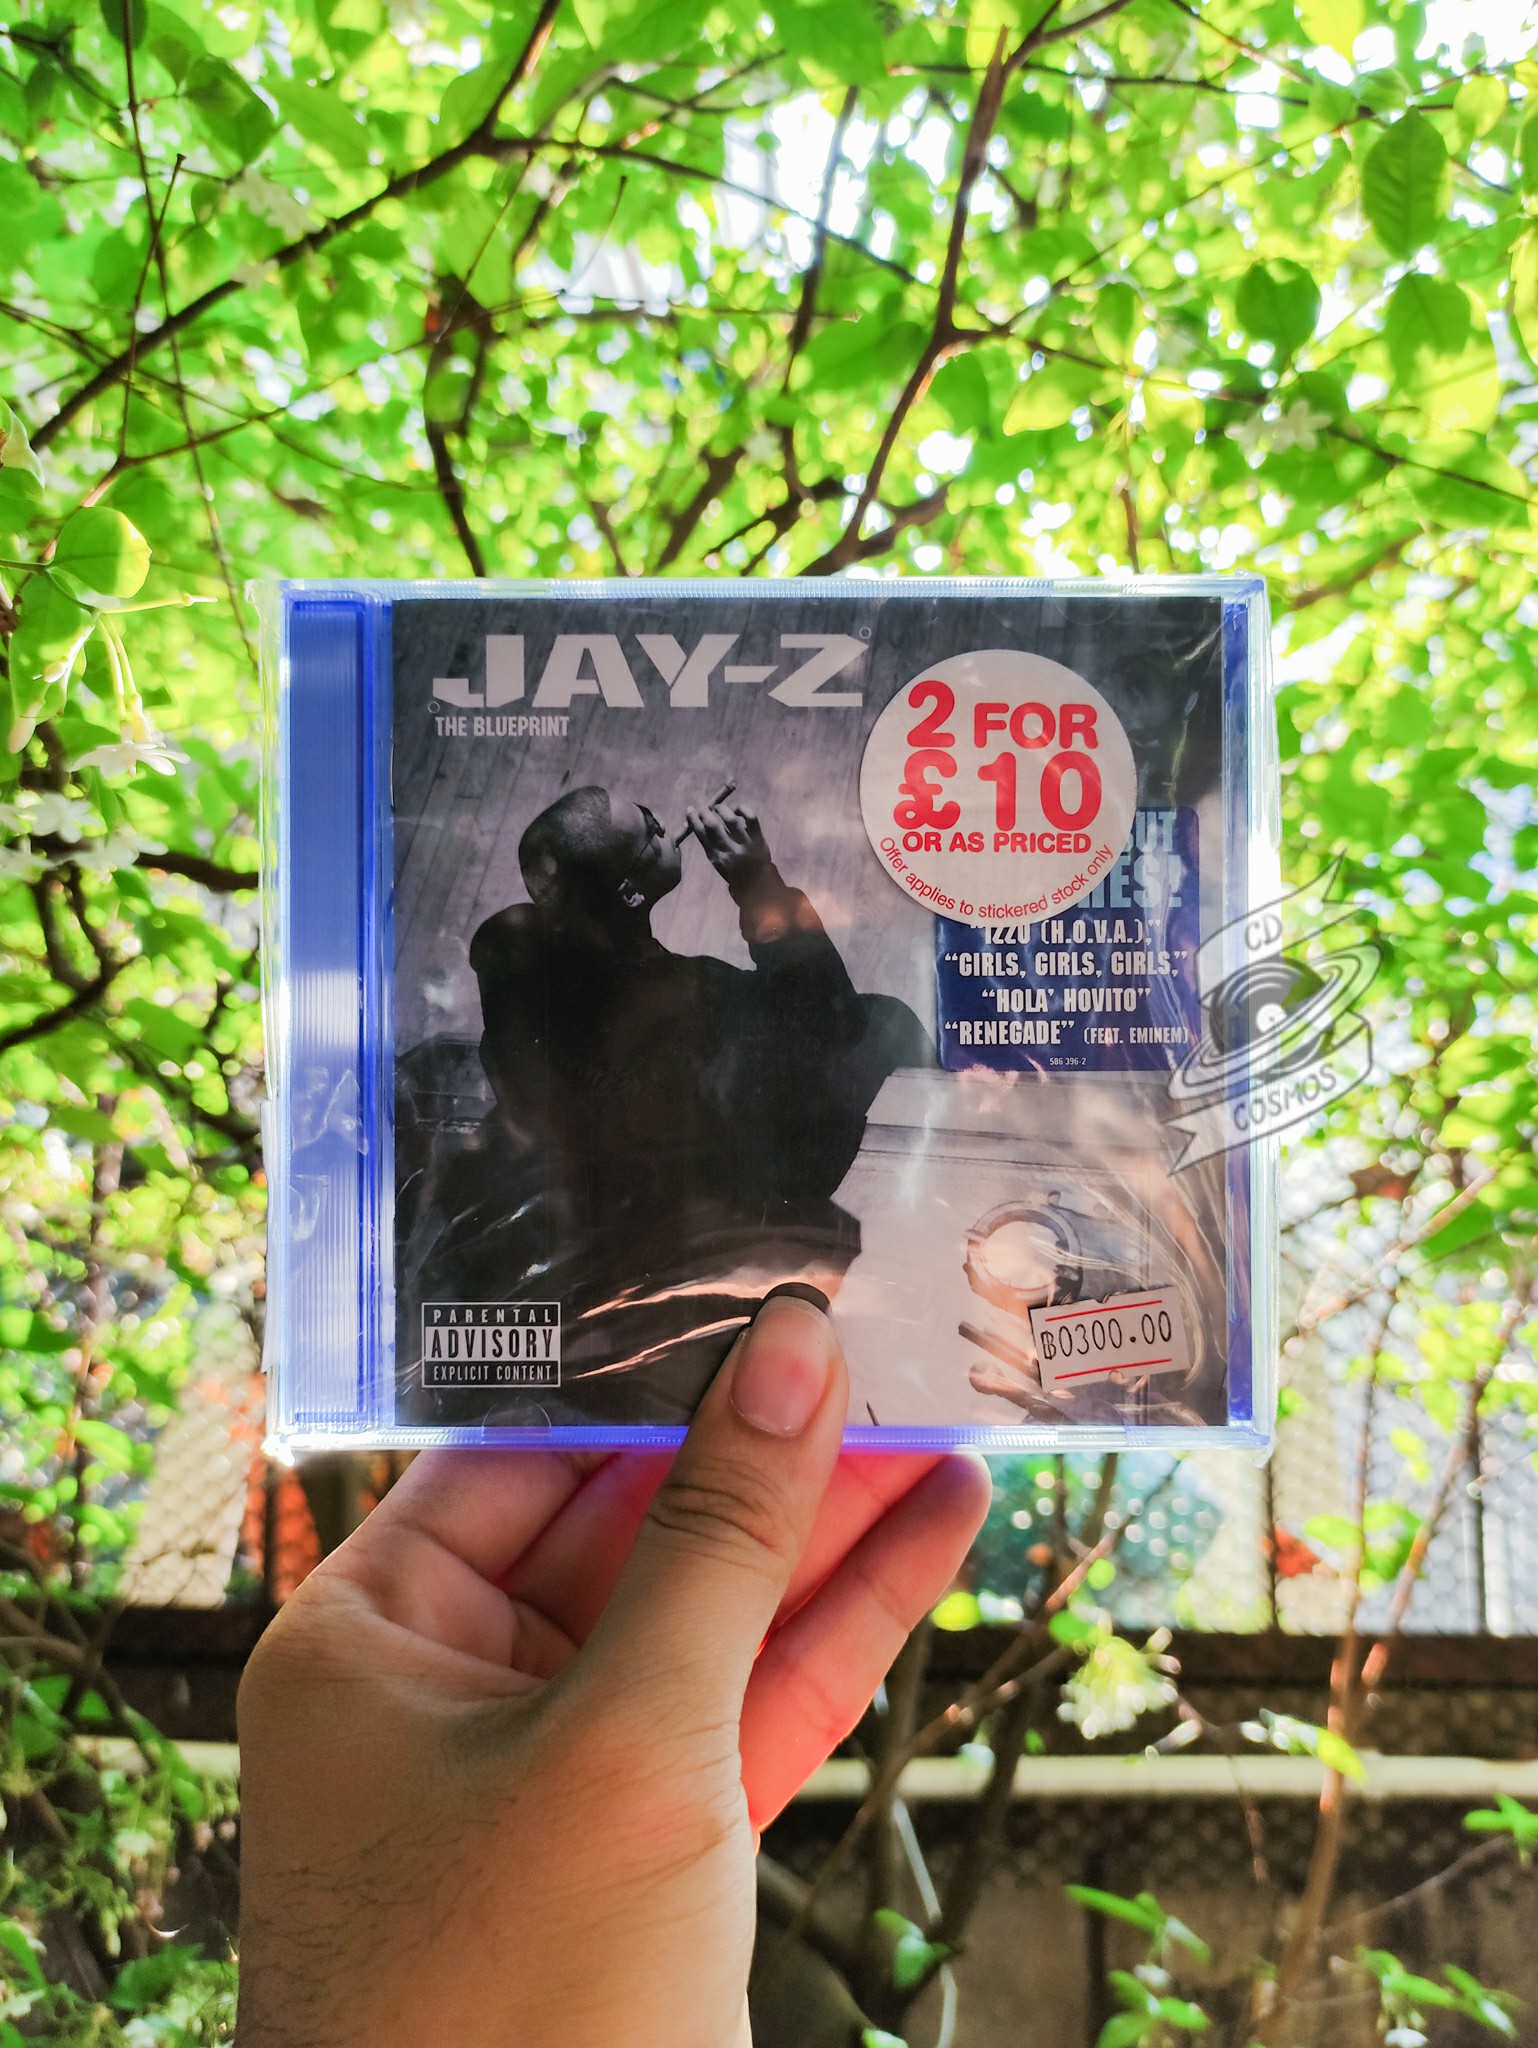 JAY-Z
THE BLUEPRINT
2 FOR
£10
OR AS PRICED
Offer applies to stickered stock only
"IZZO (H.O.V.A.),"
"GIRLS, GIRLS, GIRLS,"
"HOLA' HOVITO"
"RENEGADE" (FEAT. EMINEM)
586 396-2
CD
COSMOS
฿0300.00
PARENTAL
ADVISORY
EXPLICIT CONTENT